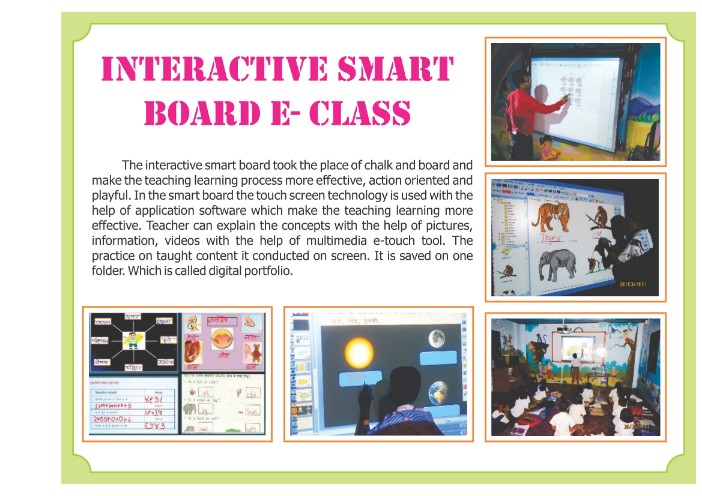 INTERACTIVE SMART
BOARD E- CLASS
The interactive smart board took the place of chalk and board and
make the teaching learning process more effective, action oriented and
playful. In the smart board the touch screen technology is used with the
help of application software which make the teaching learning more
effective. Teacher can explain the concepts with the help of pictures,
information, videos with the help of multimedia e-touch tool. The
practice on taught content it conducted on screen. It is saved on one
folder. Which is called digital portfolio.